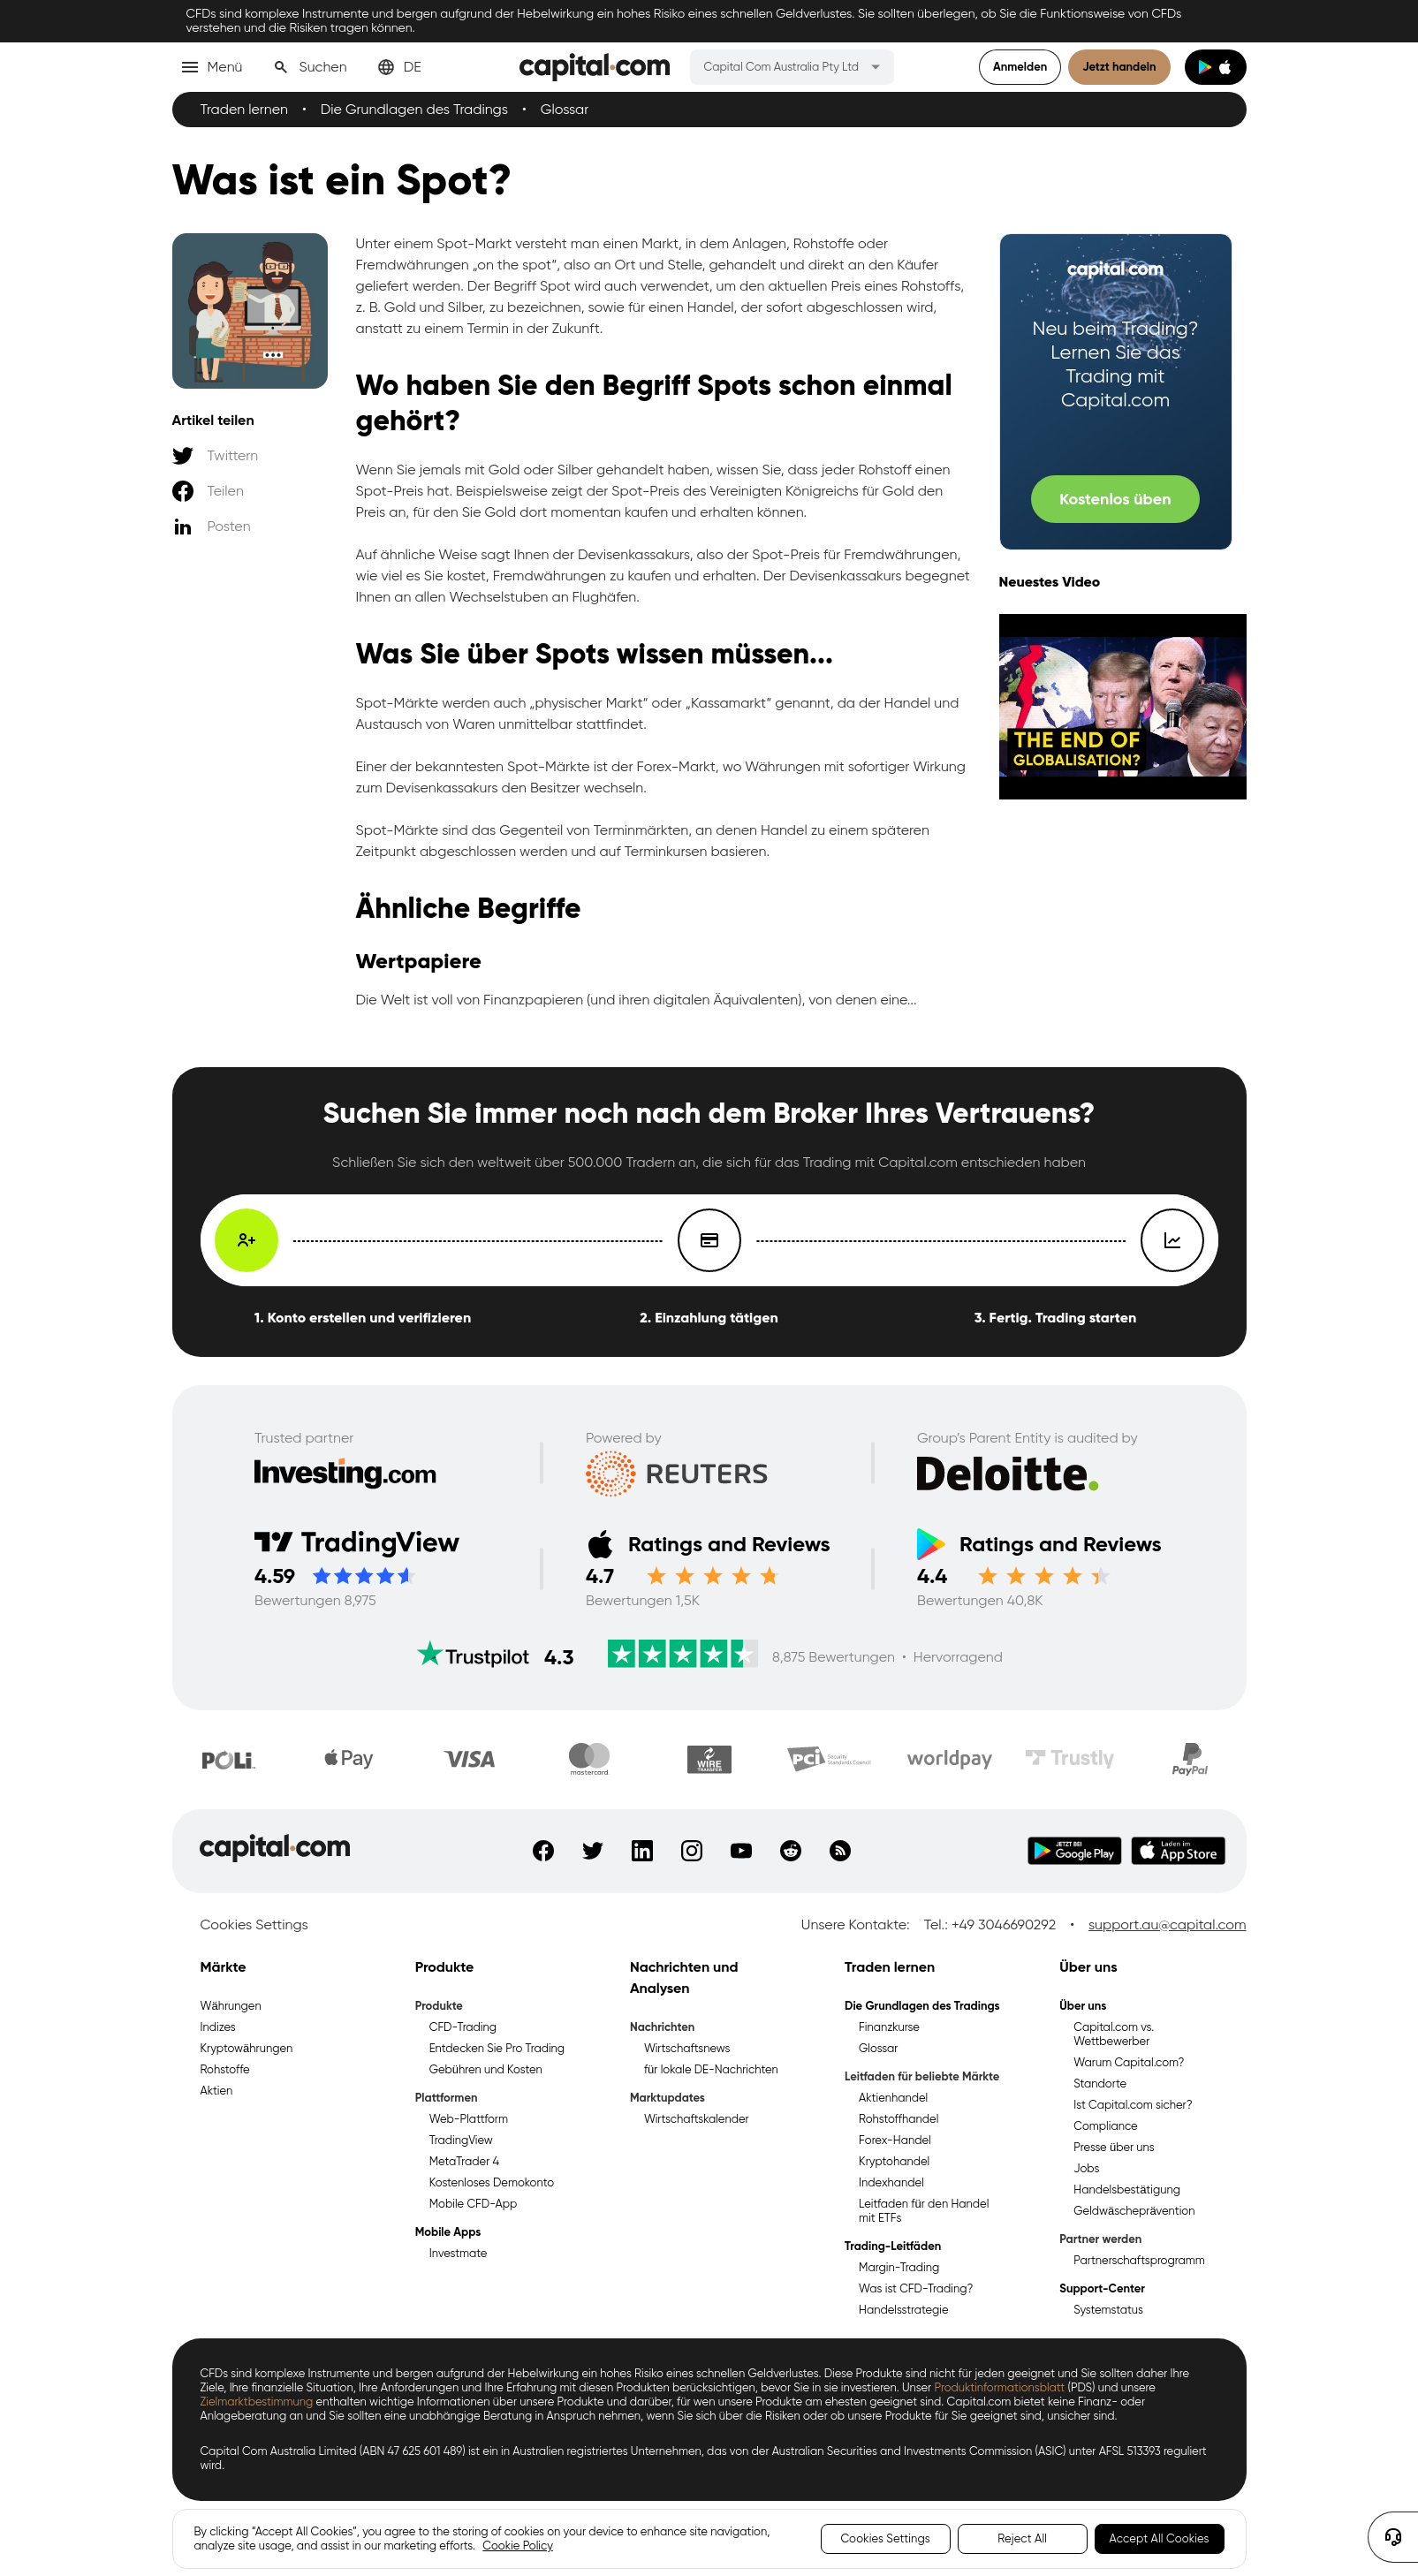 CFDs sind komplexe Instrumente und bergen aufgrund der Hebelwirkung ein hohes Risiko eines schnellen Geldverlustes. Sie sollten überlegen, ob Sie die Funktionsweise von CFDs
verstehen und die Risiken tragen können.
Menü Suchen DE capital.com Capital Com Australia Pty Ltd Anmelden Jetzt handeln
Traden lernen • Die Grundlagen des Tradings • Glossar
Was ist ein Spot?
Unter einem Spot-Markt versteht man einen Markt, in dem Anlagen, Rohstoffe oder
Fremdwährungen „on the spot“, also an Ort und Stelle, gehandelt und direkt an den Käufer
geliefert werden. Der Begriff Spot wird auch verwendet, um den aktuellen Preis eines Rohstoffs,
z. B. Gold und Silber, zu bezeichnen, sowie für einen Handel, der sofort abgeschlossen wird,
anstatt zu einem Termin in der Zukunft.
Artikel teilen
Twittern
Teilen
Posten
Wo haben Sie den Begriff Spots schon einmal
gehört?
Wenn Sie jemals mit Gold oder Silber gehandelt haben, wissen Sie, dass jeder Rohstoff einen
Spot-Preis hat. Beispielsweise zeigt der Spot-Preis des Vereinigten Königreichs für Gold den
Preis an, für den Sie Gold dort momentan kaufen und erhalten können.
Auf ähnliche Weise sagt Ihnen der Devisenkassakurs, also der Spot-Preis für Fremdwährungen,
wie viel es Sie kostet, Fremdwährungen zu kaufen und erhalten. Der Devisenkassakurs begegnet
Ihnen an allen Wechselstuben an Flughäfen.
Was Sie über Spots wissen müssen...
Spot-Märkte werden auch „physischer Markt“ oder „Kassamarkt“ genannt, da der Handel und
Austausch von Waren unmittelbar stattfindet.
Einer der bekanntesten Spot-Märkte ist der Forex-Markt, wo Währungen mit sofortiger Wirkung
zum Devisenkassakurs den Besitzer wechseln.
Spot-Märkte sind das Gegenteil von Terminmärkten, an denen Handel zu einem späteren
Zeitpunkt abgeschlossen werden und auf Terminkursen basieren.
Ähnliche Begriffe
Wertpapiere
Die Welt ist voll von Finanzpapieren (und ihren digitalen Äquivalenten), von denen eine...
capital.com
Neu beim Trading?
Lernen Sie das
Trading mit
Capital.com
Kostenlos üben
Neuestes Video
THE END OF
GLOBALISATION?
Suchen Sie immer noch nach dem Broker Ihres Vertrauens?
Schließen Sie sich den weltweit über 500.000 Tradern an, die sich für das Trading mit Capital.com entschieden haben
1. Konto erstellen und verifizieren 2. Einzahlung tätigen 3. Fertig. Trading starten
Trusted partner Powered by Group's Parent Entity is audited by
Investing.com REUTERS Deloitte.
TradingView Ratings and Reviews Ratings and Reviews
4.59 4.7 4.4
Bewertungen 8,975 Bewertungen 1,5K Bewertungen 40,8K
Trustpilot 4.3 8,875 Bewertungen • Hervorragend
POLi Apple Pay VISA mastercard WIRE TRANSFER PCI Security Standards Council worldpay Trustly PayPal
capital.com JETZT BEI Google Play Laden im App Store
Cookies Settings Unsere Kontakte: Tel.: +49 3046690292 • support.au@capital.com
Märkte
Währungen
Indizes
Kryptowährungen
Rohstoffe
Aktien
Produkte
Produkte
CFD-Trading
Entdecken Sie Pro Trading
Gebühren und Kosten
Plattformen
Web-Plattform
TradingView
MetaTrader 4
Kostenloses Demokonto
Mobile CFD-App
Mobile Apps
Investmate
Nachrichten und
Analysen
Nachrichten
Wirtschaftsnews
für lokale DE-Nachrichten
Marktupdates
Wirtschaftskalender
Traden lernen
Die Grundlagen des Tradings
Finanzkurse
Glossar
Leitfaden für beliebte Märkte
Aktienhandel
Rohstoffhandel
Forex-Handel
Kryptohandel
Indexhandel
Leitfaden für den Handel
mit ETFs
Trading-Leitfäden
Margin-Trading
Was ist CFD-Trading?
Handelsstrategie
Über uns
Über uns
Capital.com vs.
Wettbewerber
Warum Capital.com?
Standorte
Ist Capital.com sicher?
Compliance
Presse über uns
Jobs
Handelsbestätigung
Geldwäscheprävention
Partner werden
Partnerschaftsprogramm
Support-Center
Systemstatus
CFDs sind komplexe Instrumente und bergen aufgrund der Hebelwirkung ein hohes Risiko eines schnellen Geldverlustes. Diese Produkte sind nicht für jeden geeignet und Sie sollten daher Ihre
Ziele, Ihre finanzielle Situation, Ihre Anforderungen und Ihre Erfahrung mit diesen Produkten berücksichtigen, bevor Sie in sie investieren. Unser Produktinformationsblatt (PDS) und unsere
Zielmarktbestimmung enthalten wichtige Informationen über unsere Produkte und darüber, für wen unsere Produkte am ehesten geeignet sind. Capital.com bietet keine Finanz- oder
Anlageberatung an und Sie sollten eine unabhängige Beratung in Anspruch nehmen, wenn Sie sich über die Risiken oder ob unsere Produkte für Sie geeignet sind, unsicher sind.
Capital Com Australia Limited (ABN 47 625 601 489) ist ein in Australien registriertes Unternehmen, das von der Australian Securities and Investments Commission (ASIC) unter AFSL 513393 reguliert
wird.
By clicking “Accept All Cookies”, you agree to the storing of cookies on your device to enhance site navigation,
analyze site usage, and assist in our marketing efforts. Cookie Policy
Cookies Settings Reject All Accept All Cookies